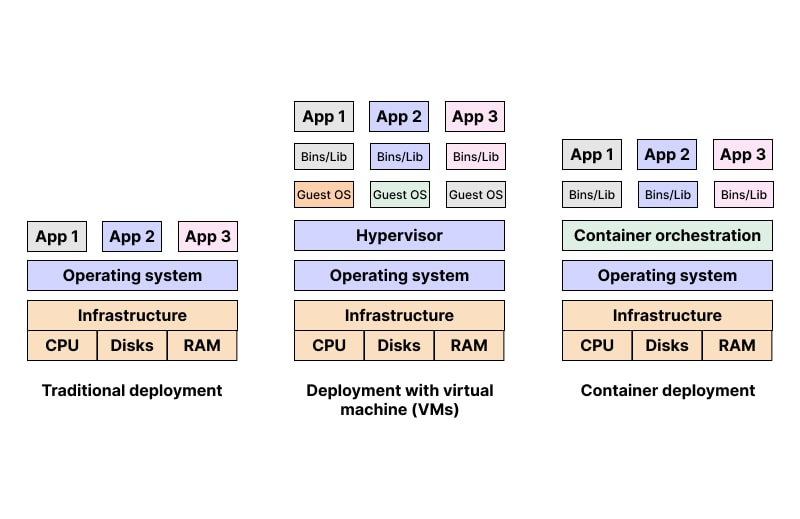 App 1 App 2 App 3
Operating system
Infrastructure
CPU Disks RAM
Traditional deployment
App 1 App 2 App 3
Bins/Lib Bins/Lib Bins/Lib
Guest OS Guest OS Guest OS
Hypervisor
Operating system
Infrastructure
CPU Disks RAM
Deployment with virtual
machine (VMs)
App 1 App 2 App 3
Bins/Lib Bins/Lib Bins/Lib
Container orchestration
Operating system
Infrastructure
CPU Disks RAM
Container deployment